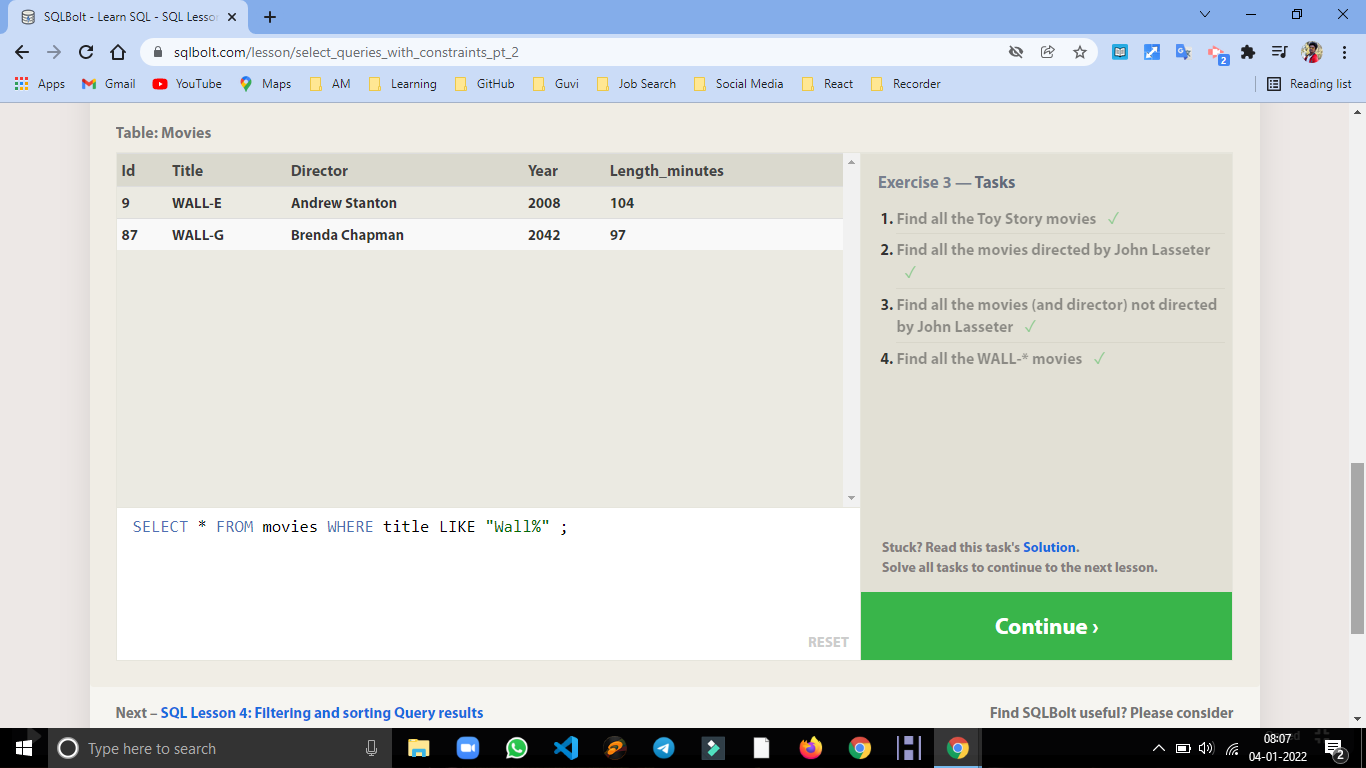 SQLBolt - Learn SQL - SQL Lesson
sqlbolt.com/lesson/select_queries_with_constraints_pt_2
2
Apps Gmail YouTube Maps AM Learning GitHub Guvi Job Search Social Media React Recorder Reading list
Table: Movies
Id Title Director Year Length_minutes
9 WALL-E Andrew Stanton 2008 104
87 WALL-G Brenda Chapman 2042 97
SELECT * FROM movies WHERE title LIKE "Wall%" ;
RESET
Exercise 3 — Tasks
1. Find all the Toy Story movies ✓
2. Find all the movies directed by John Lasseter
✓
3. Find all the movies (and director) not directed
by John Lasseter ✓
4. Find all the WALL-* movies ✓
Stuck? Read this task's Solution.
Solve all tasks to continue to the next lesson.
Continue ›
Next – SQL Lesson 4: Filtering and sorting Query results
Find SQLBolt useful? Please consider
Type here to search
08:07
04-01-2022
2